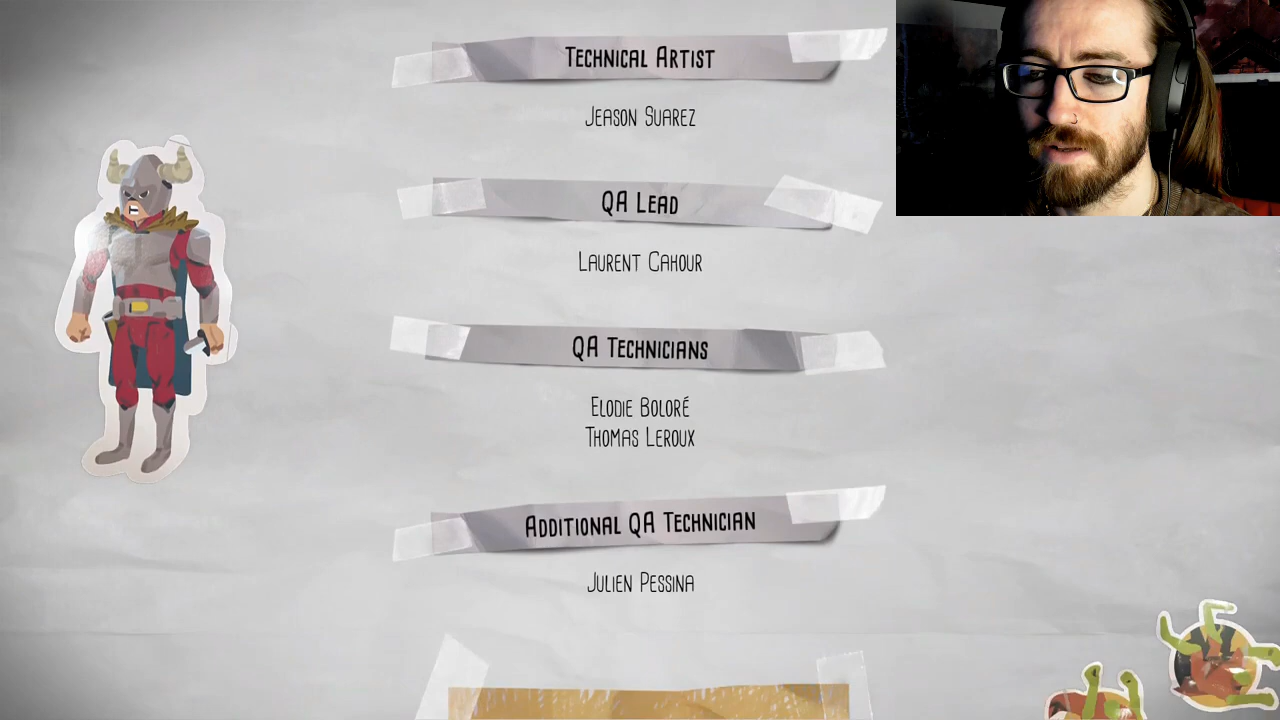 Technical Artist
Jeason Suarez
QA Lead
Laurent Cahour
QA Technicians
Elodie Boloré
Thomas Leroux
Additional QA Technician
Julien Pessina